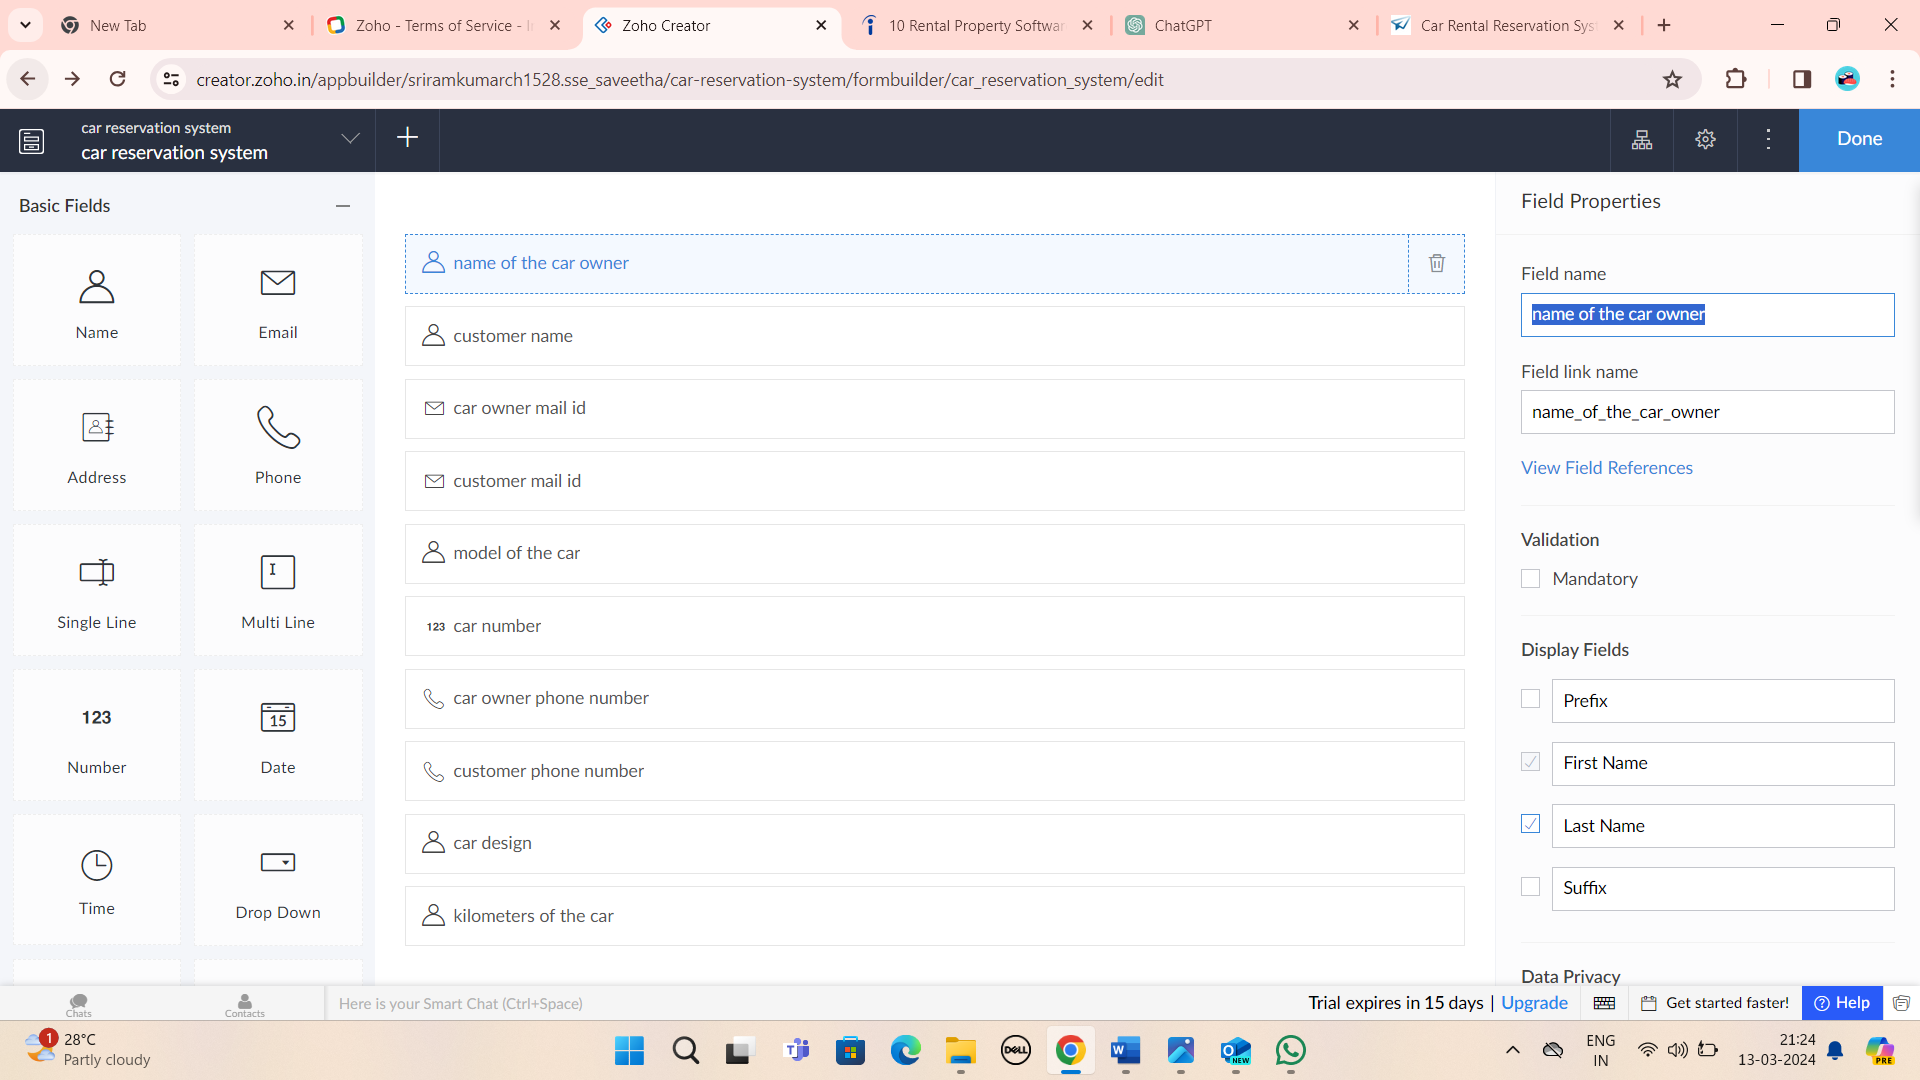 New Tab
Zoho - Terms of Service - I
Zoho Creator
10 Rental Property Softwar
ChatGPT
Car Rental Reservation Sys
creator.zoho.in/appbuilder/sriramkumarch1528.sse_saveetha/car-reservation-system/formbuilder/car_reservation_system/edit
car reservation system
car reservation system
Done
Basic Fields
Name
Email
Address
Phone
Single Line
Multi Line
123
Number
15
Date
Time
Drop Down
name of the car owner
customer name
car owner mail id
customer mail id
model of the car
123 car number
car owner phone number
customer phone number
car design
kilometers of the car
Field Properties
Field name
name of the car owner
Field link name
name_of_the_car_owner
View Field References
Validation
Mandatory
Display Fields
Prefix
First Name
Last Name
Suffix
Data Privacy
Chats
Contacts
Here is your Smart Chat (Ctrl+Space)
Trial expires in 15 days | Upgrade
Get started faster!
Help
1
28°C
Partly cloudy
DELL
NEW
ENG
IN
21:24
13-03-2024
PRE